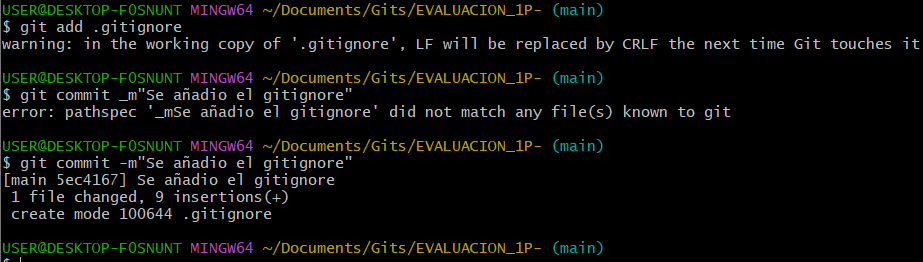 USER@DESKTOP-F0SNUNT MINGW64 ~/Documents/Gits/EVALUACION_1P- (main)
$ git add .gitignore
warning: in the working copy of '.gitignore', LF will be replaced by CRLF the next time Git touches it
USER@DESKTOP-F0SNUNT MINGW64 ~/Documents/Gits/EVALUACION_1P- (main)
$ git commit _m"Se añadio el gitignore"
error: pathspec '_mSe añadio el gitignore' did not match any file(s) known to git
USER@DESKTOP-F0SNUNT MINGW64 ~/Documents/Gits/EVALUACION_1P- (main)
$ git commit -m"Se añadio el gitignore"
[main 5ec4167] Se añadio el gitignore
 1 file changed, 9 insertions(+)
 create mode 100644 .gitignore
USER@DESKTOP-F0SNUNT MINGW64 ~/Documents/Gits/EVALUACION_1P- (main)
$